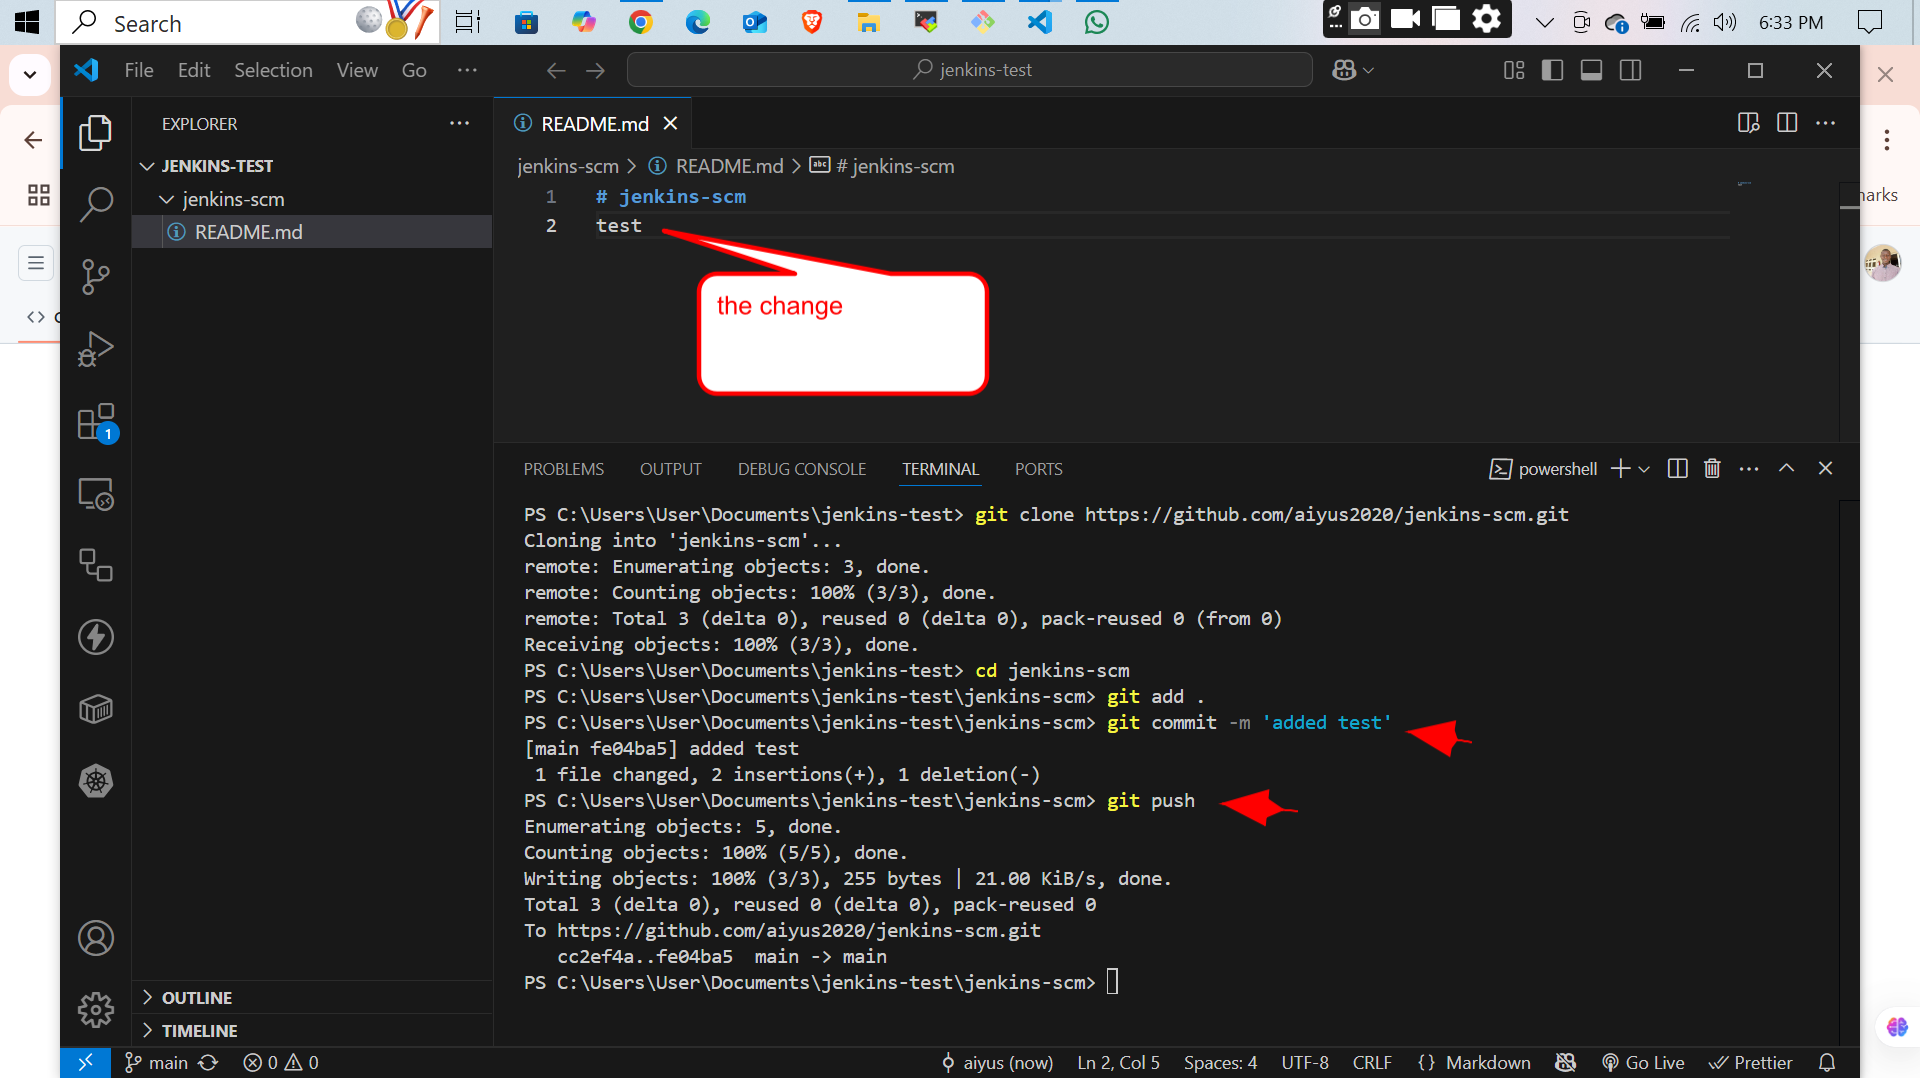 Search
6:33 PM
File Edit Selection View Go ...
jenkins-test
EXPLORER
JENKINS-TEST
jenkins-scm
README.md
README.md
jenkins-scm > README.md > # jenkins-scm
1 # jenkins-scm
2 test
the change
1
PROBLEMS OUTPUT DEBUG CONSOLE TERMINAL PORTS
powershell
PS C:\Users\User\Documents\jenkins-test> git clone https://github.com/aiyus2020/jenkins-scm.git
Cloning into 'jenkins-scm'...
remote: Enumerating objects: 3, done.
remote: Counting objects: 100% (3/3), done.
remote: Total 3 (delta 0), reused 0 (delta 0), pack-reused 0 (from 0)
Receiving objects: 100% (3/3), done.
PS C:\Users\User\Documents\jenkins-test> cd jenkins-scm
PS C:\Users\User\Documents\jenkins-test\jenkins-scm> git add .
PS C:\Users\User\Documents\jenkins-test\jenkins-scm> git commit -m 'added test'
[main fe04ba5] added test
1 file changed, 2 insertions(+), 1 deletion(-)
PS C:\Users\User\Documents\jenkins-test\jenkins-scm> git push
Enumerating objects: 5, done.
Counting objects: 100% (5/5), done.
Writing objects: 100% (3/3), 255 bytes | 21.00 KiB/s, done.
Total 3 (delta 0), reused 0 (delta 0), pack-reused 0
To https://github.com/aiyus2020/jenkins-scm.git
cc2ef4a..fe04ba5  main -> main
PS C:\Users\User\Documents\jenkins-test\jenkins-scm>
OUTLINE
TIMELINE
main 0 0 aiyus (now) Ln 2, Col 5 Spaces: 4 UTF-8 CRLF {} Markdown Go Live Prettier